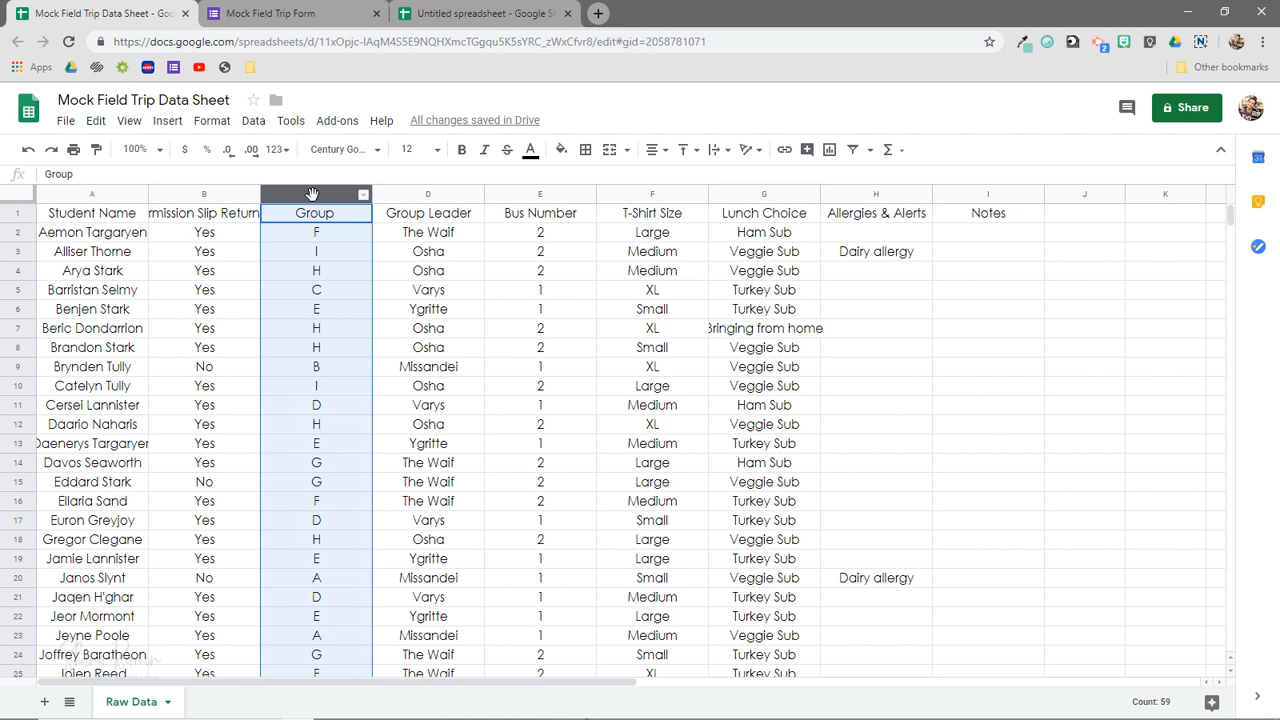 Mock Field Trip Data Sheet - Goo × Mock Field Trip Form × Untitled spreadsheet - Google Sh ×
https://docs.google.com/spreadsheets/d/11xOpjc-IAqM4S5E9NQHXmcTGgqu5K5sYRC_zWxCfvr8/edit#gid=2058781071
Apps Other bookmarks
Mock Field Trip Data Sheet
File Edit View Insert Format Data Tools Add-ons Help All changes saved in Drive
Share
100% $ % .0 .00 123 Century Go... 12 B I S A
fx Group
A B D E F G H I J K
1 Student Name rmission Slip Return Group Group Leader Bus Number T-Shirt Size Lunch Choice Allergies & Alerts Notes
2 Aemon Targaryen Yes F The Waif 2 Large Ham Sub
3 Alliser Thorne Yes I Osha 2 Medium Veggie Sub Dairy allergy
4 Arya Stark Yes H Osha 2 Medium Veggie Sub
5 Barristan Selmy Yes C Varys 1 XL Turkey Sub
6 Benjen Stark Yes E Ygritte 1 Small Turkey Sub
7 Beric Dondarrion Yes H Osha 2 XL Bringing from home
8 Brandon Stark Yes H Osha 2 Small Veggie Sub
9 Brynden Tully No B Missandei 1 XL Veggie Sub
10 Catelyn Tully Yes I Osha 2 Large Veggie Sub
11 Cersei Lannister Yes D Varys 1 Medium Ham Sub
12 Daario Naharis Yes H Osha 2 XL Veggie Sub
13 Daenerys Targaryen Yes E Ygritte 1 Medium Turkey Sub
14 Davos Seaworth Yes G The Waif 2 Large Ham Sub
15 Eddard Stark No G The Waif 2 Large Veggie Sub
16 Ellaria Sand Yes F The Waif 2 Medium Turkey Sub
17 Euron Greyjoy Yes D Varys 1 Small Turkey Sub
18 Gregor Clegane Yes H Osha 2 Large Turkey Sub
19 Jamie Lannister Yes E Ygritte 1 Large Turkey Sub
20 Janos Slynt No A Missandei 1 Small Veggie Sub Dairy allergy
21 Jaqen H'ghar Yes D Varys 1 Medium Turkey Sub
22 Jeor Mormont Yes E Ygritte 1 Large Turkey Sub
23 Jeyne Poole Yes A Missandei 1 Medium Veggie Sub
24 Joffrey Baratheon Yes G The Waif 2 Small Turkey Sub
25 Jojen Reed Yes F The Waif 2 XL Turkey Sub
Raw Data Count: 59